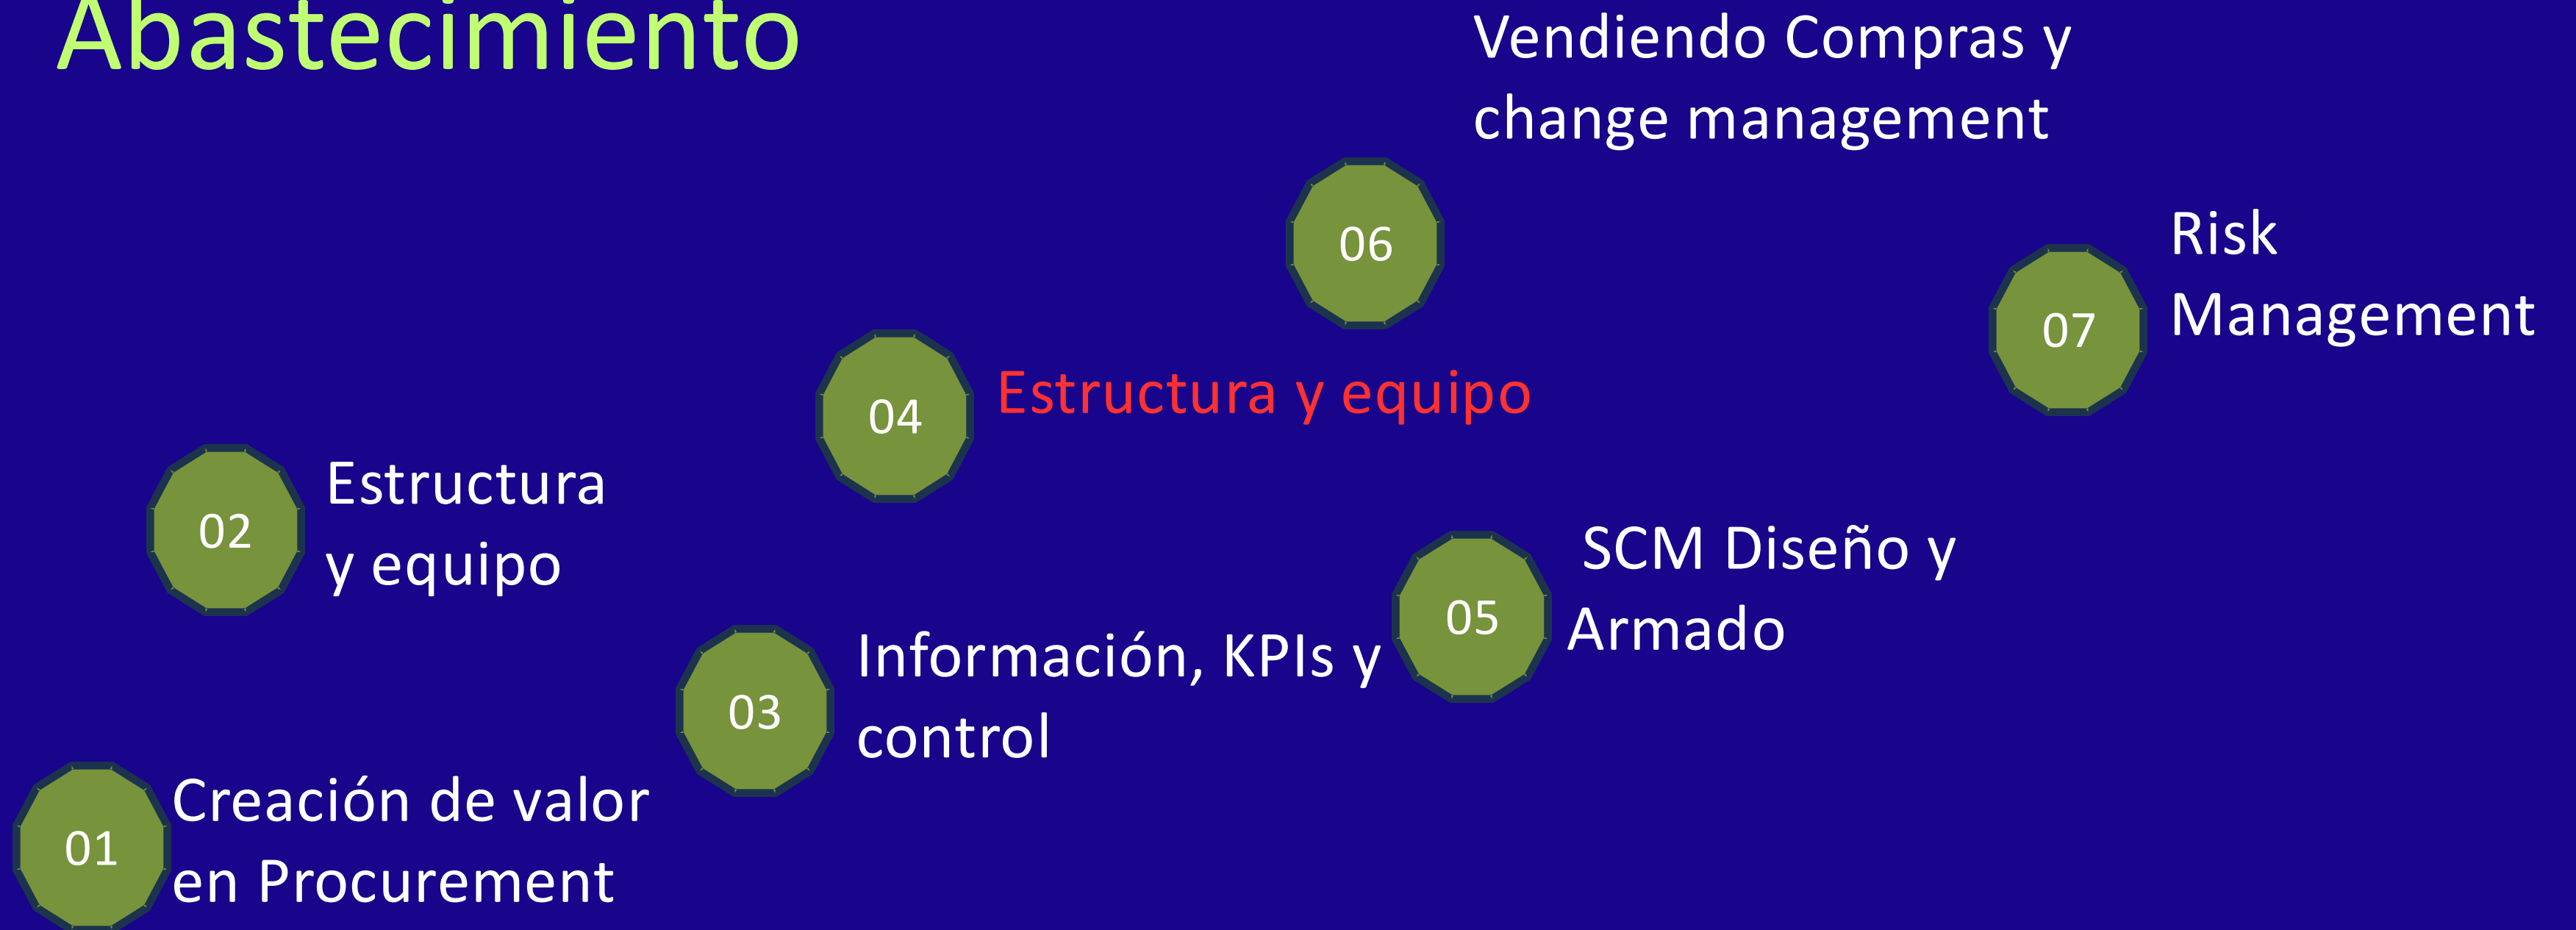 Abastecimiento
01
Creación de valor
en Procurement
02
Estructura
y equipo
03
Información, KPIs y
control
04
Estructura y equipo
05
SCM Diseño y
Armado
06
Vendiendo Compras y
change management
07
Risk
Management